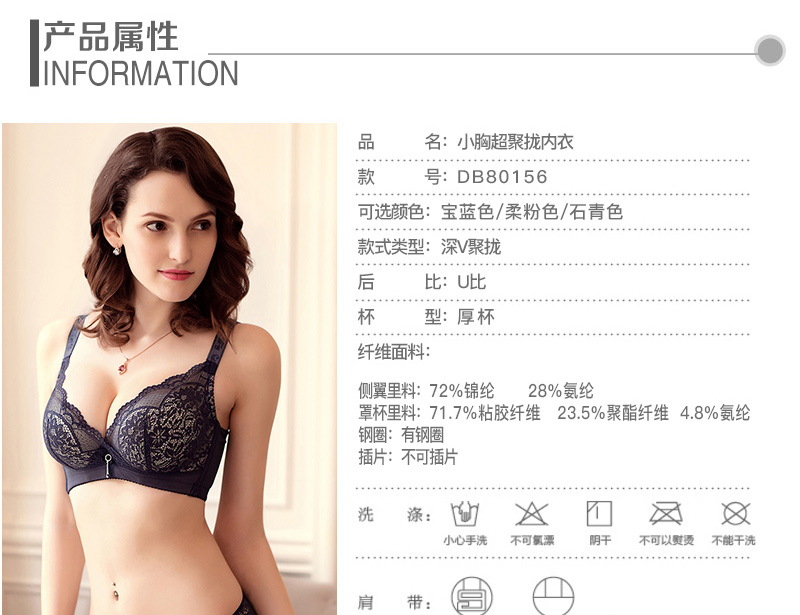 产品属性
INFORMATION
品 名：小胸超聚拢内衣
款 号：DB80156
可选颜色：宝蓝色/柔粉色/石青色
款式类型：深V聚拢
后 比：U比
杯 型：厚杯
纤维面料：
侧翼里料：72%锦纶 28%氨纶
罩杯里料：71.7%粘胶纤维 23.5%聚酯纤维 4.8%氨纶
钢圈：有钢圈
插片：不可插片
洗 涤：
小心手洗 不可氯漂 阴干 不可以熨烫 不能干洗
肩 带：